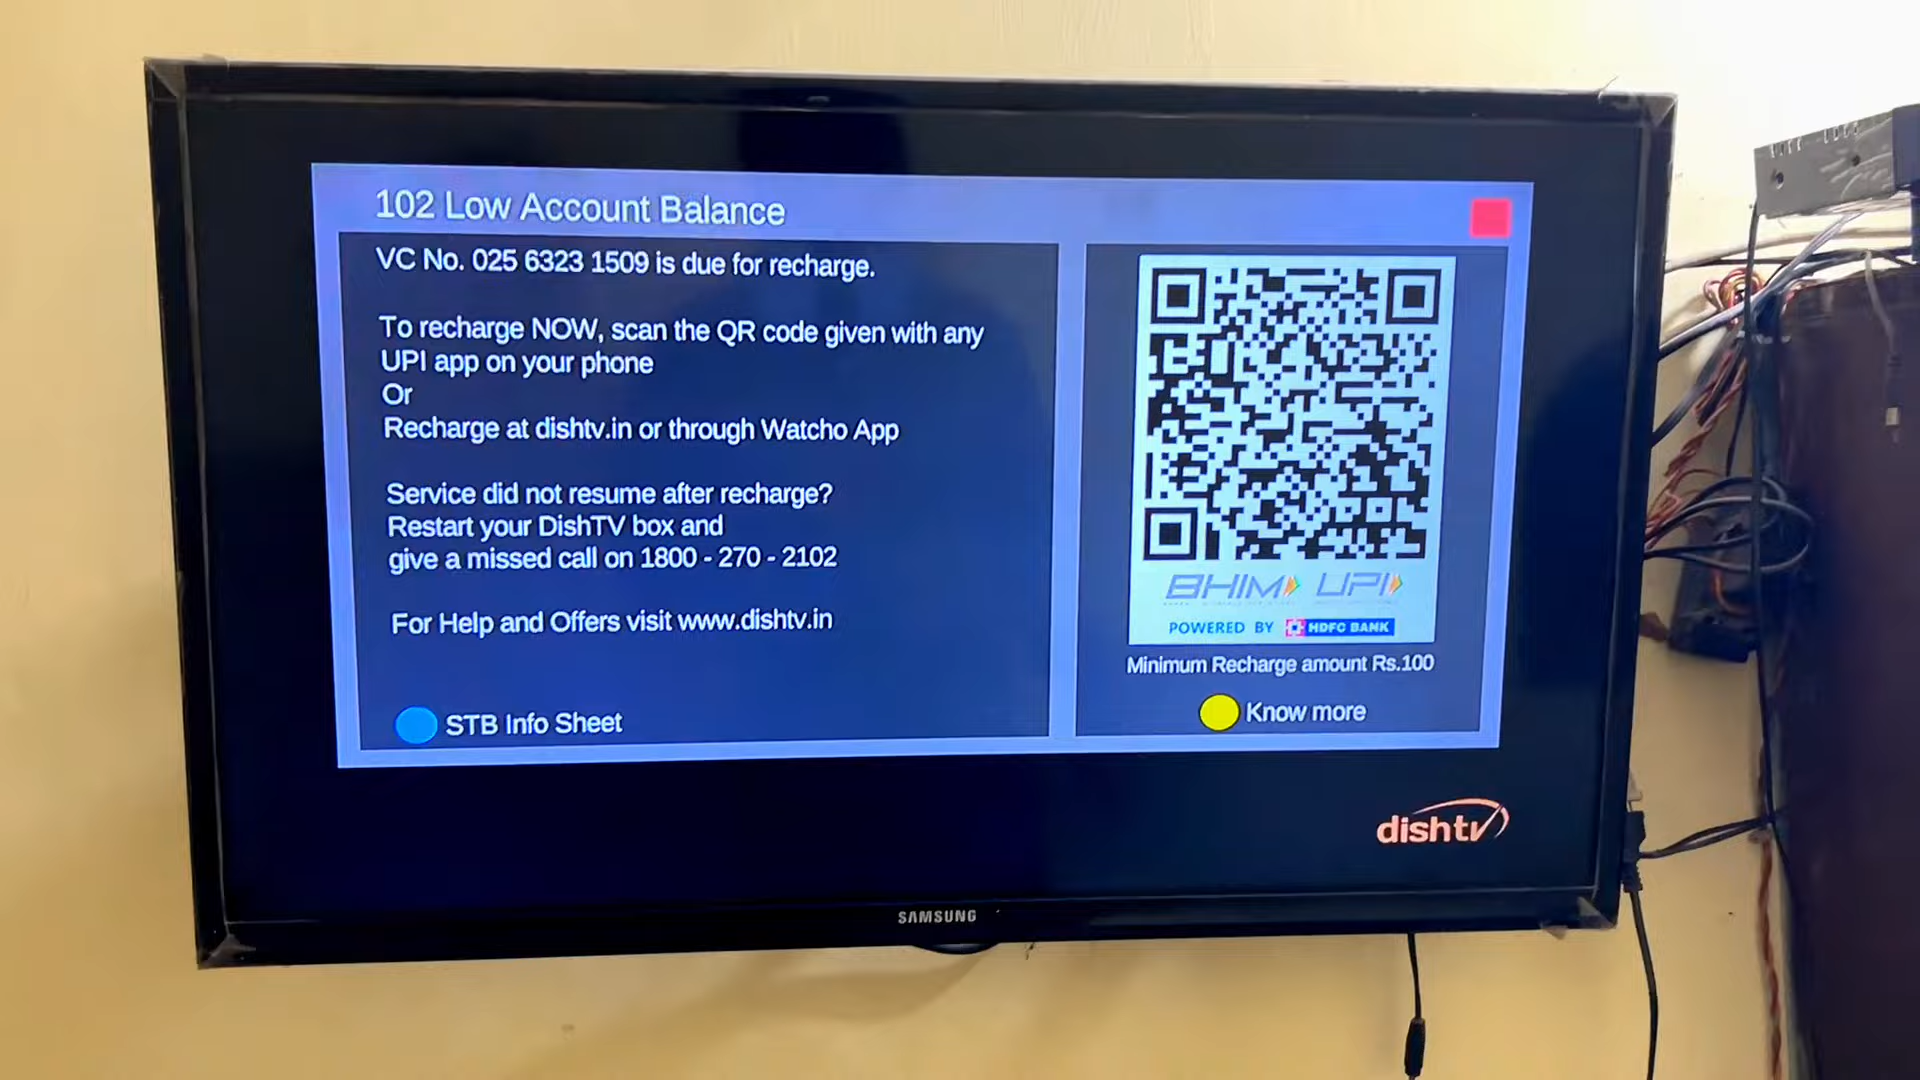 102 Low Account Balance
VC No. 025 6323 1509 is due for recharge.
To recharge NOW, scan the QR code given with any
UPI app on your phone
Or
Recharge at dishtv.in or through Watcho App
Service did not resume after recharge?
Restart your DishTV box and
give a missed call on 1800 - 270 - 2102
For Help and Offers visit www.dishtv.in
STB Info Sheet
BHIM UPI
POWERED BY HDFC BANK
Minimum Recharge amount Rs.100
Know more
dishtv
SAMSUNG